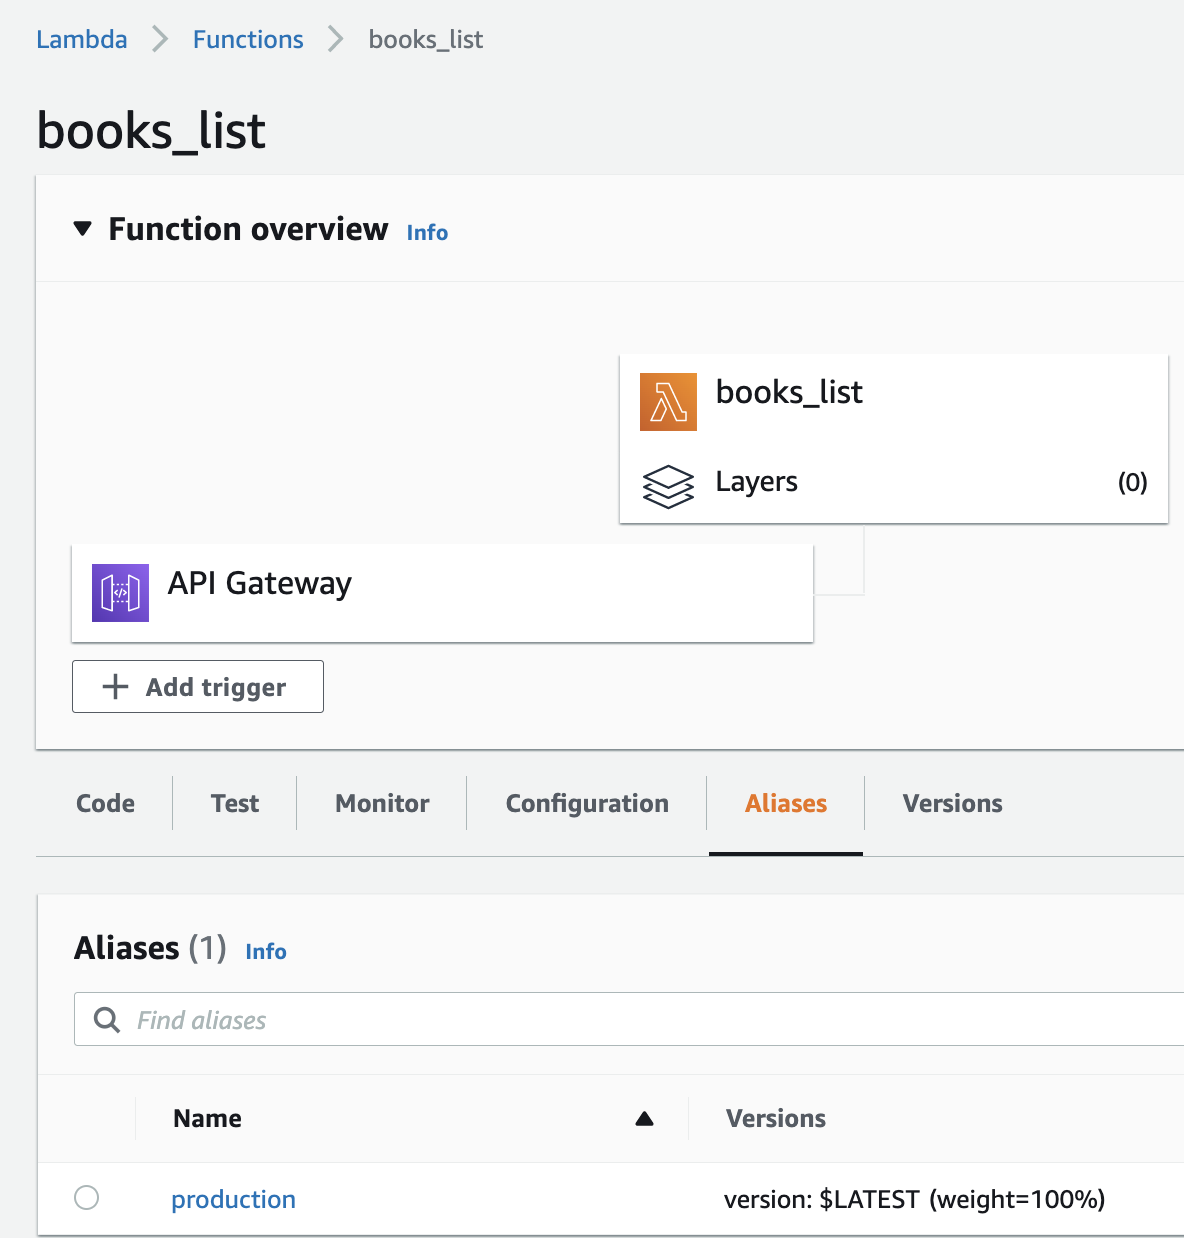 Lambda > Functions > books_list
books_list
Function overview Info
books_list
Layers (0)
API Gateway
Add trigger
Code Test Monitor Configuration Aliases Versions
Aliases (1) Info
Find aliases
Name Versions
production version: $LATEST (weight=100%)